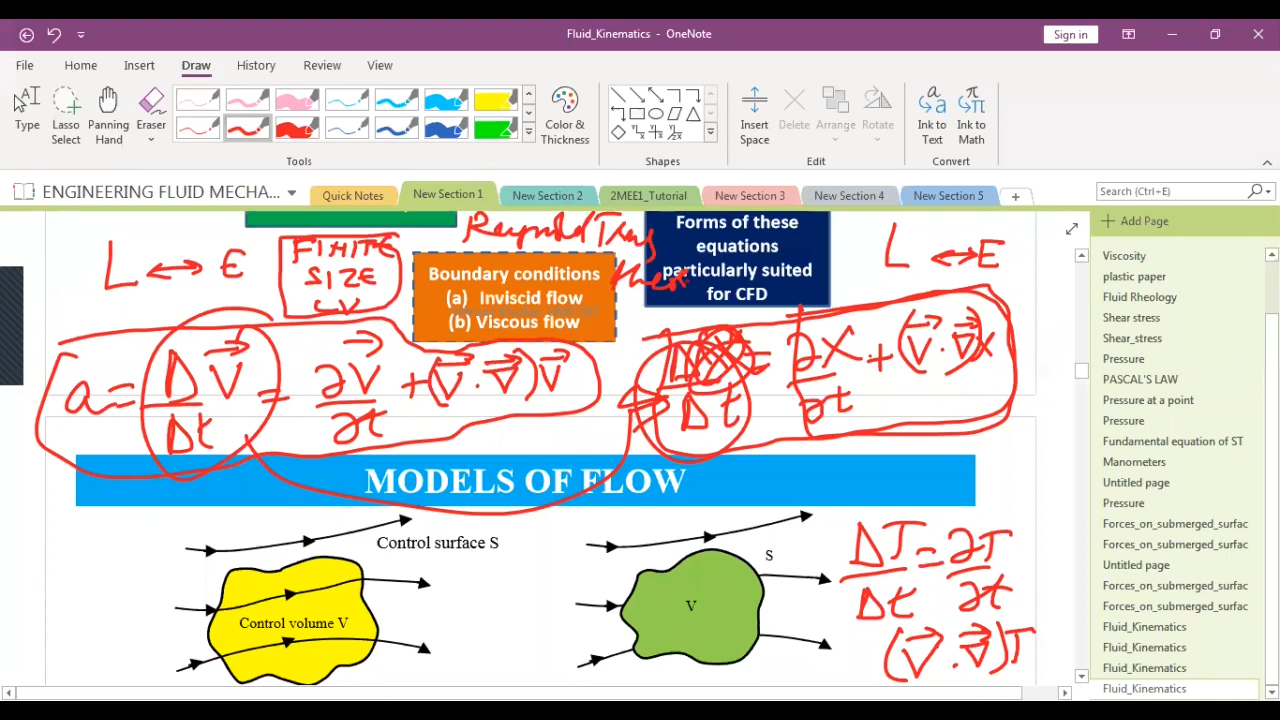 Fluid_Kinematics - OneNote
Sign in
File Home Insert Draw History Review View
Type
Lasso Select
Panning Hand
Eraser
Color & Thickness
Insert Space
Delete
Arrange
Rotate
Ink to Text
Ink to Math
Tools
Shapes
Edit
Convert
ENGINEERING FLUID MECHA...
Quick Notes
New Section 1
New Section 2
2MEE1_Tutorial
New Section 3
New Section 4
New Section 5
Search (Ctrl+E)
Add Page
Viscosity
plastic paper
Fluid Rheology
Shear stress
Shear_stress
Pressure
PASCAL'S LAW
Pressure at a point
Pressure
Fundamental equation of ST
Manometers
Untitled page
Pressure
Forces_on_submerged_surfac
Forces_on_submerged_surfac
Untitled page
Forces_on_submerged_surfac
Forces_on_submerged_surfac
Fluid_Kinematics
Fluid_Kinematics
Fluid_Kinematics
Fluid_Kinematics
L ↔ E
FINITE
SIZE
CV
Boundary conditions
(a) Inviscid flow
(b) Viscous flow
Forms of these
equations
particularly suited
for CFD
L ↔ E
a = ΔV/Δt = ∂V/∂t + (V · ∇)V
= ∂X/∂t + (V · ∇)X
MODELS OF FLOW
Control surface S
Control volume V
S
V
ΔT/Δt = ∂T/∂t
(V · ∇)T